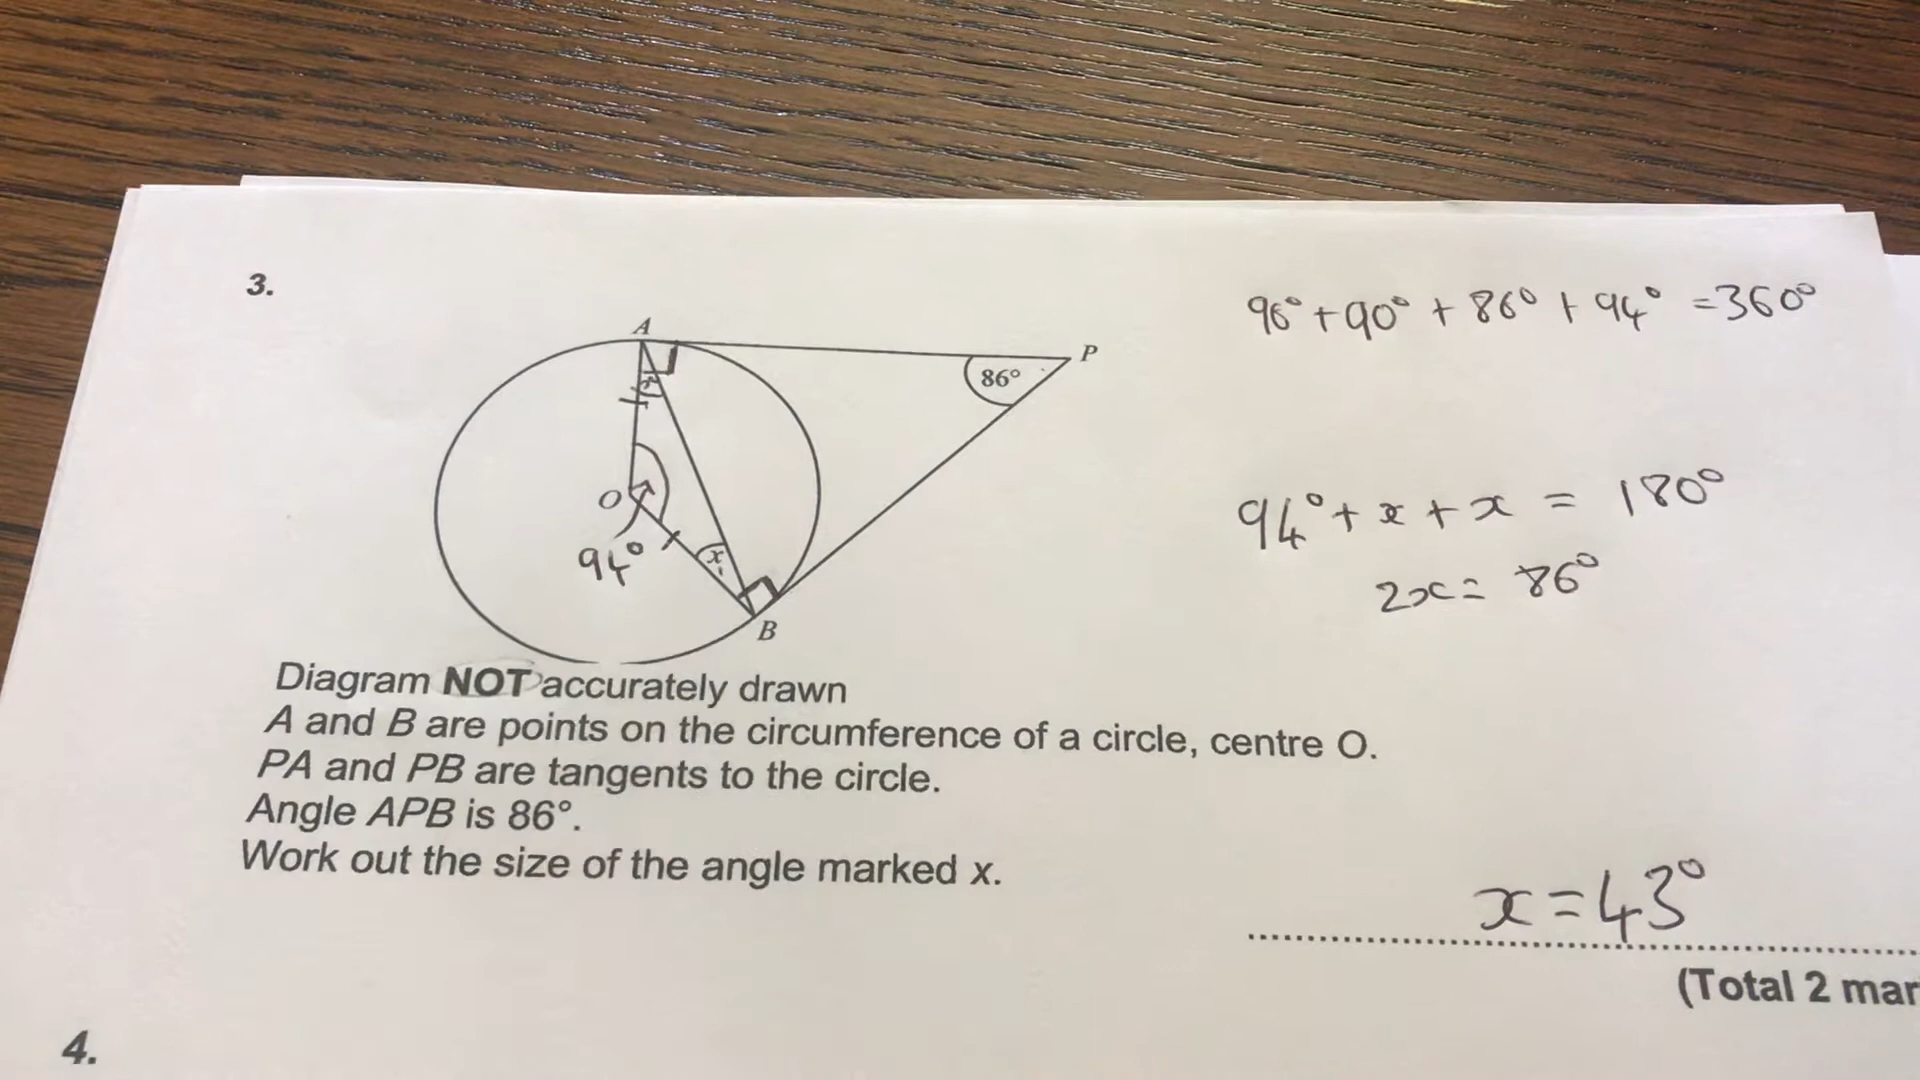 3.
96° + 90° + 86° + 94° = 360°
A
P
86°
x
O
94° + x + x = 180°
94°
x
2x = 86°
B
Diagram NOT accurately drawn
A and B are points on the circumference of a circle, centre O.
PA and PB are tangents to the circle.
Angle APB is 86°.
Work out the size of the angle marked x.
x = 43°
(Total 2 mar
4.